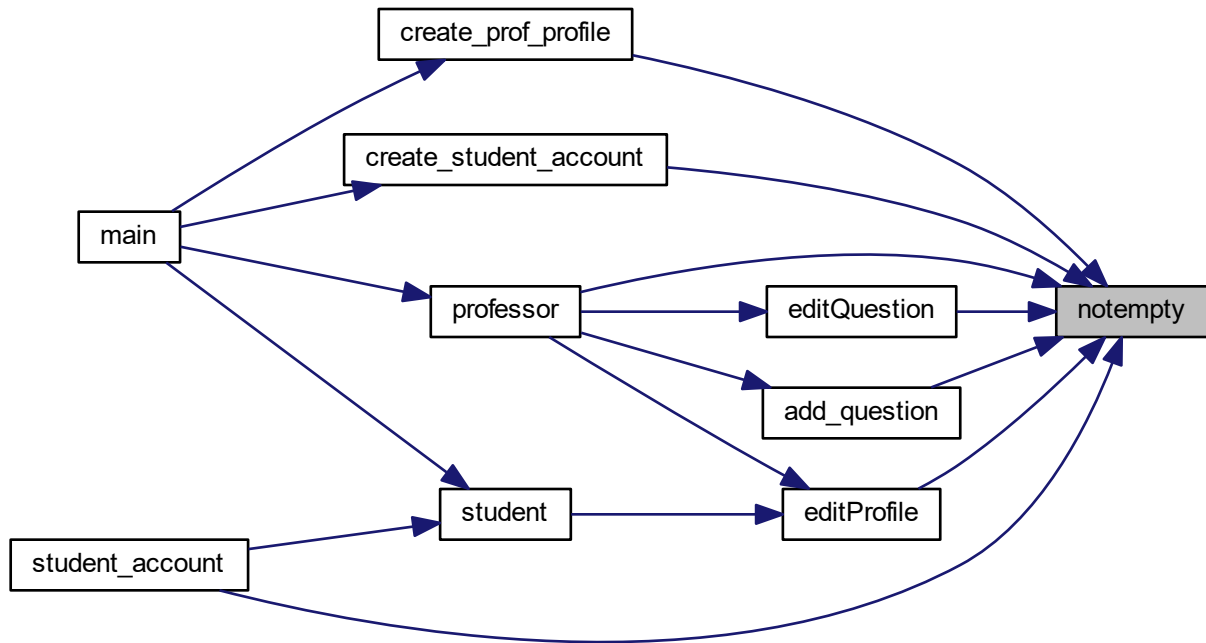 create_prof_profile
create_student_account
main
professor
editQuestion
notempty
add_question
student
editProfile
student_account